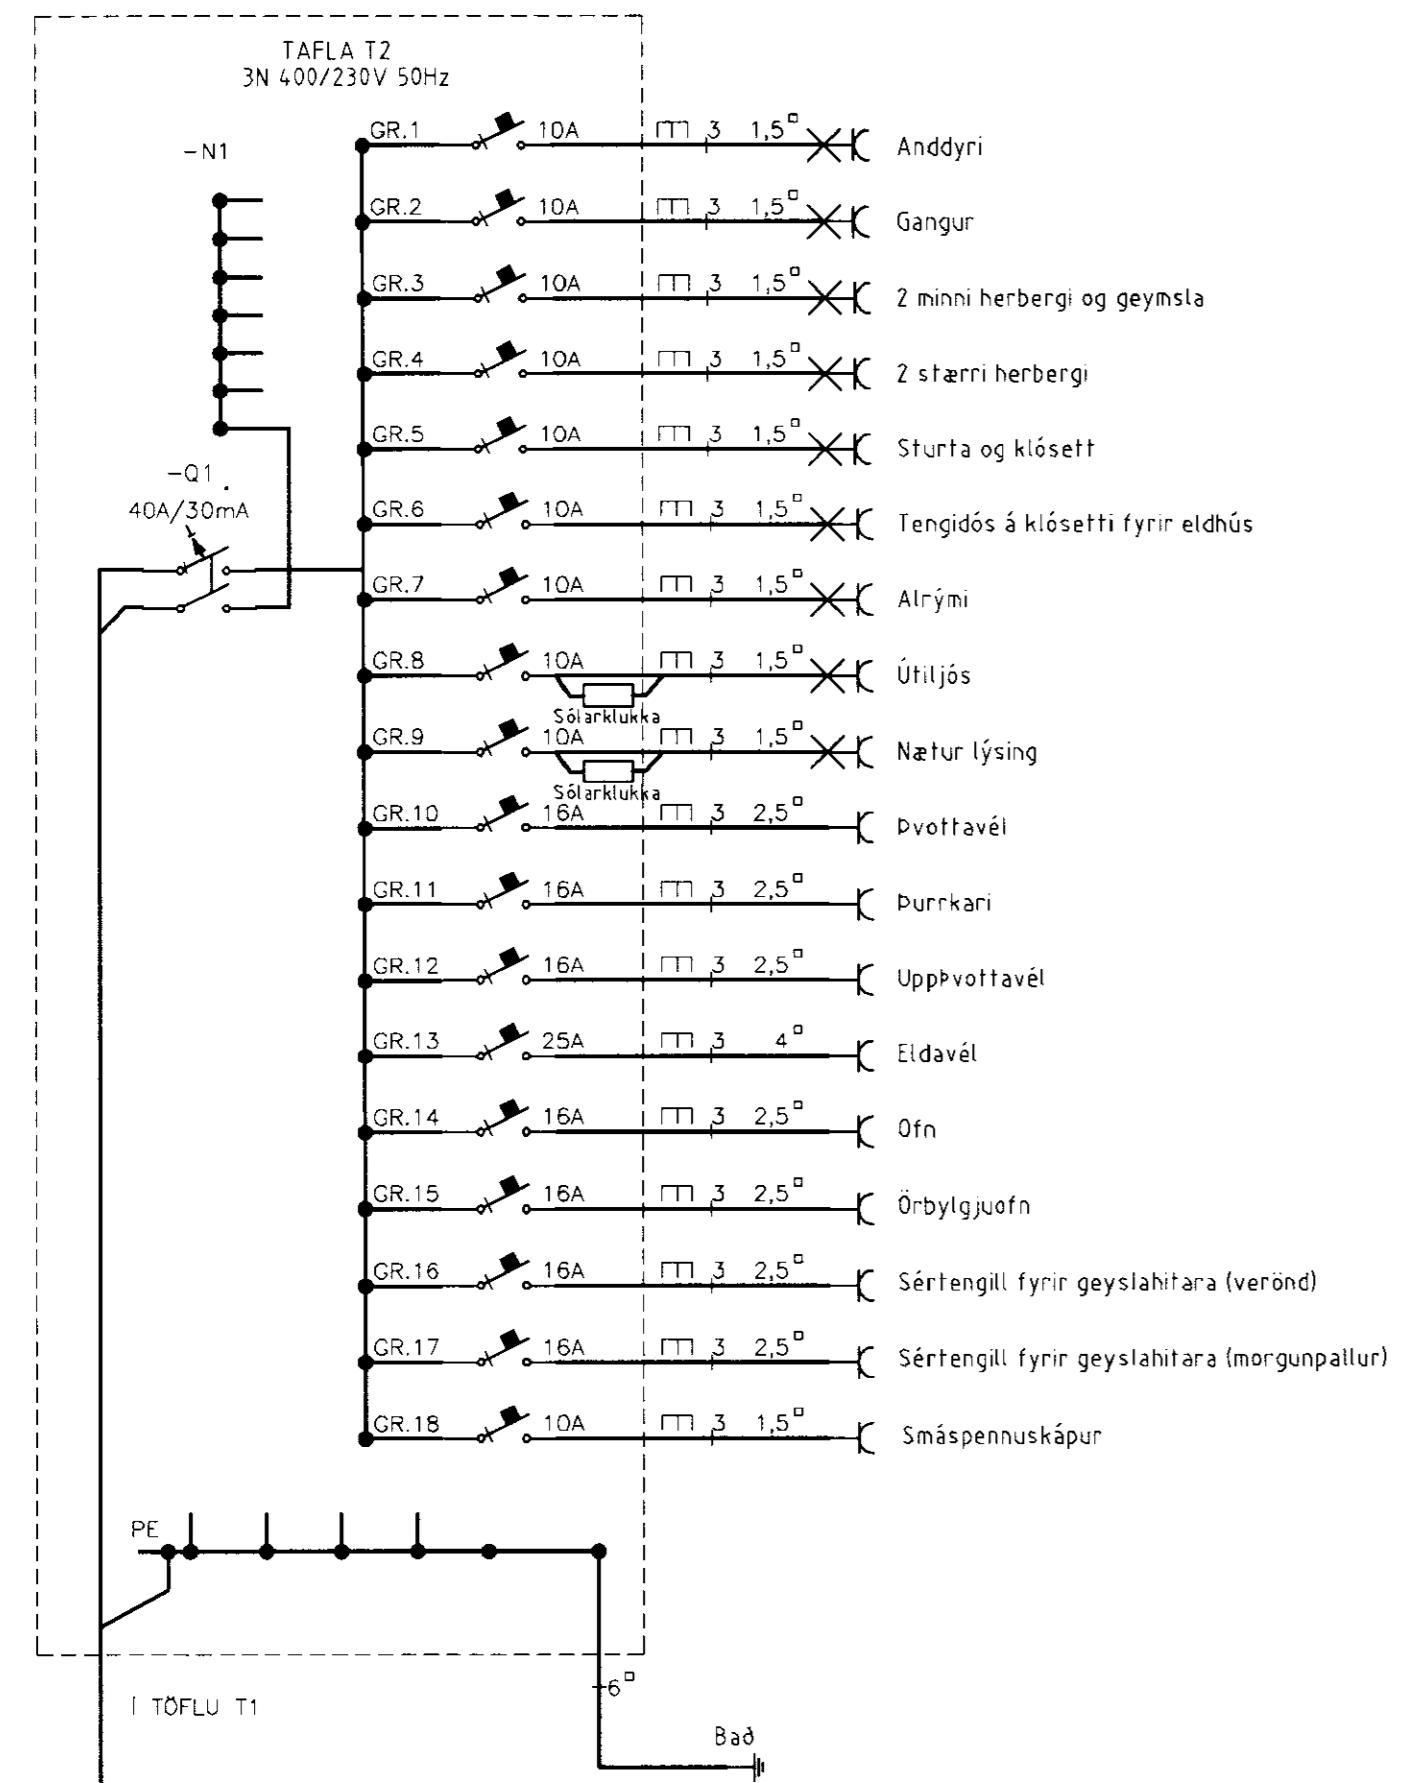 TAFLA T2
3N 400/230V 50Hz
-N1
-Q1
40A/30mA
GR.1 10A 3 1,5□ Anddyri
GR.2 10A 3 1,5□ Gangur
GR.3 10A 3 1,5□ 2 minni herbergi og geymsla
GR.4 10A 3 1,5□ 2 stærri herbergi
GR.5 10A 3 1,5□ Sturta og klósett
GR.6 10A 3 1,5□ Tengidós á klósetti fyrir eldhús
GR.7 10A 3 1,5□ Alrými
GR.8 10A 3 1,5□ Útiljós
Sólarklukka
GR.9 10A 3 1,5□ Nætur lýsing
Sólarklukka
GR.10 16A 3 2,5□ Þvottavél
GR.11 16A 3 2,5□ Þurrkari
GR.12 16A 3 2,5□ UppÞvottavél
GR.13 25A 3 4□ Eldavél
GR.14 16A 3 2,5□ Ofn
GR.15 16A 3 2,5□ Örbylgjuofn
GR.16 16A 3 2,5□ Sértengill fyrir geyslahitara (verönd)
GR.17 16A 3 2,5□ Sértengill fyrir geyslahitara (morgunpallur)
GR.18 10A 3 1,5□ Smáspennuskápur
PE
Í TÖFLU T1
6□
Bað